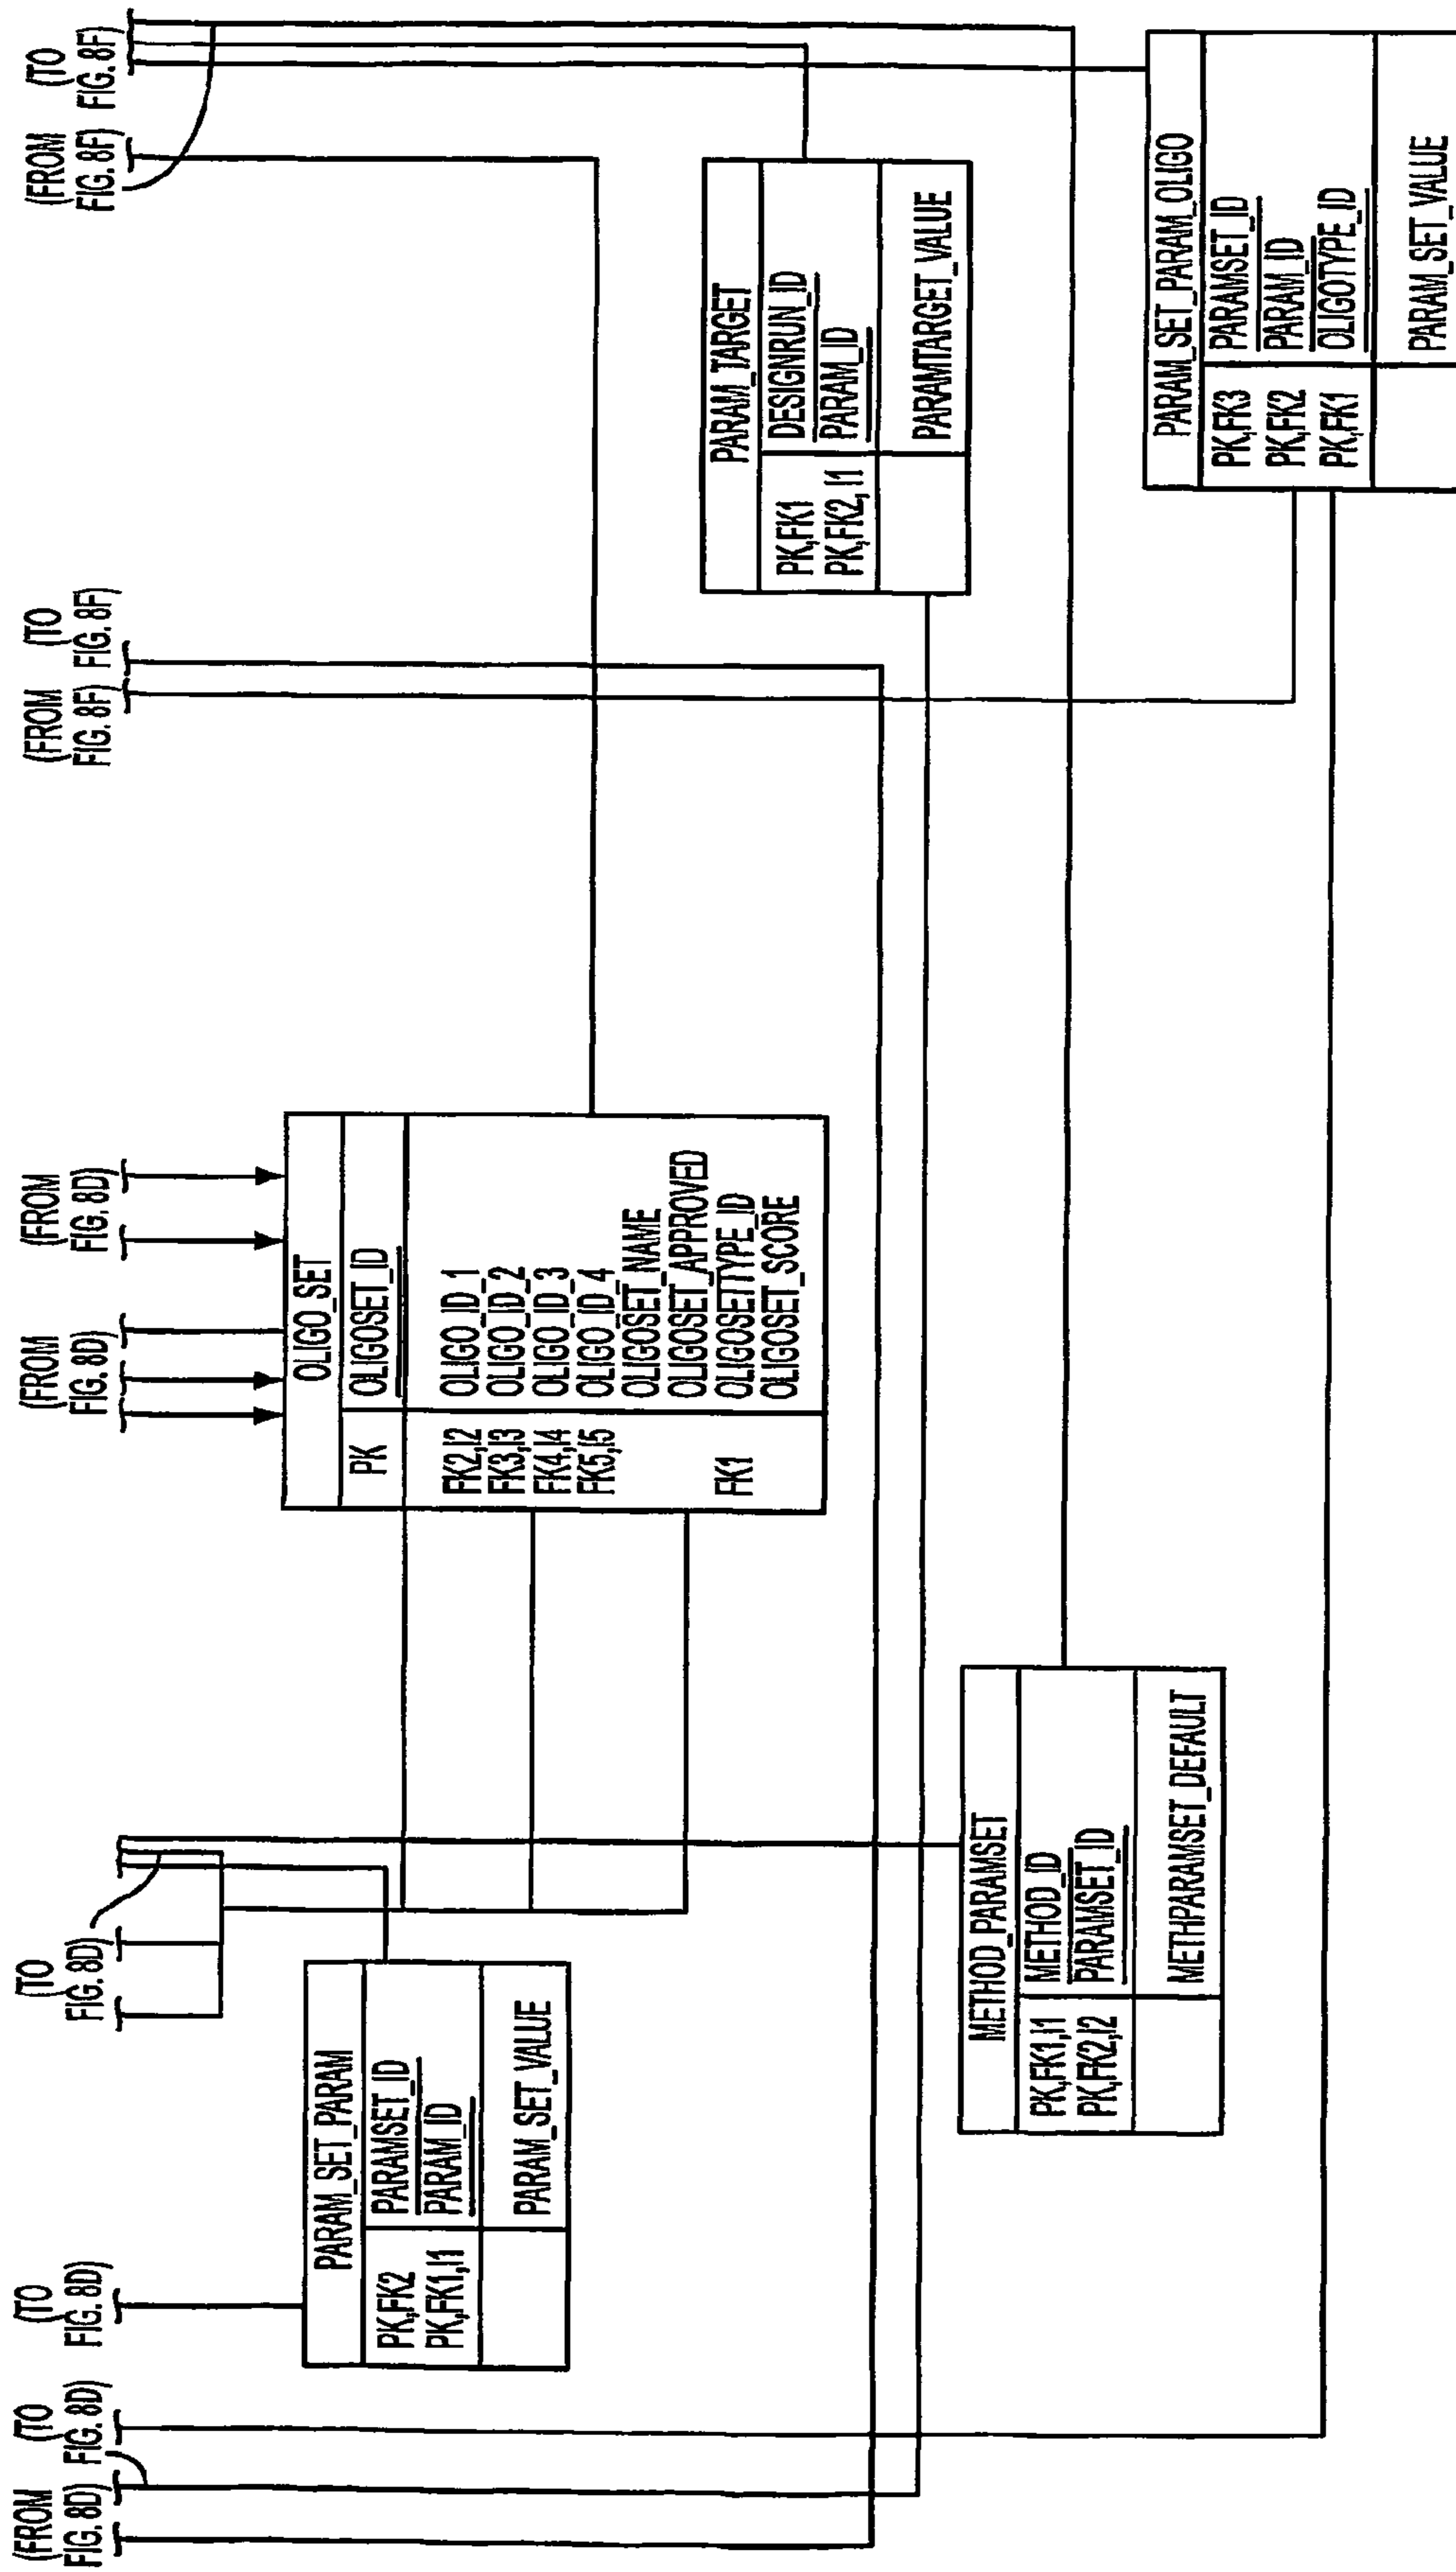 (FROM
FIG. 8D)
(TO
FIG. 8D)
(TO
FIG. 8D)
(TO
FIG. 8D)
(FROM
FIG. 8D)
(FROM
FIG. 8D)
(FROM
FIG. 8F)
(TO
FIG. 8F)
(FROM
FIG. 8F)
(TO
FIG. 8F)
PARAM_SET_PARAM
PK,FK2 PARAMSET_ID
PK,FK1,I1 PARAM_ID
PARAM_SET_VALUE
OLIGO_SET
PK OLIGOSET_ID
FK2,I2 OLIGO_ID_1
FK3,I3 OLIGO_ID_2
FK4,I4 OLIGO_ID_3
FK5,I5 OLIGO_ID_4
OLIGOSET_NAME
OLIGOSET_APPROVED
FK1 OLIGOSETTYPE_ID
OLIGOSET_SCORE
PARAM_TARGET
PK,FK1 DESIGNRUN_ID
PK,FK2, I1 PARAM_ID
PARAMTARGET_VALUE
METHOD_PARAMSET
PK,FK1,I1 METHOD_ID
PK,FK2,I2 PARAMSET_ID
METHPARAMSET_DEFAULT
PARAM_SET_PARAM_OLIGO
PK,FK3 PARAMSET_ID
PK,FK2 PARAM_ID
PK,FK1 OLIGOTYPE_ID
PARAM_SET_VALUE